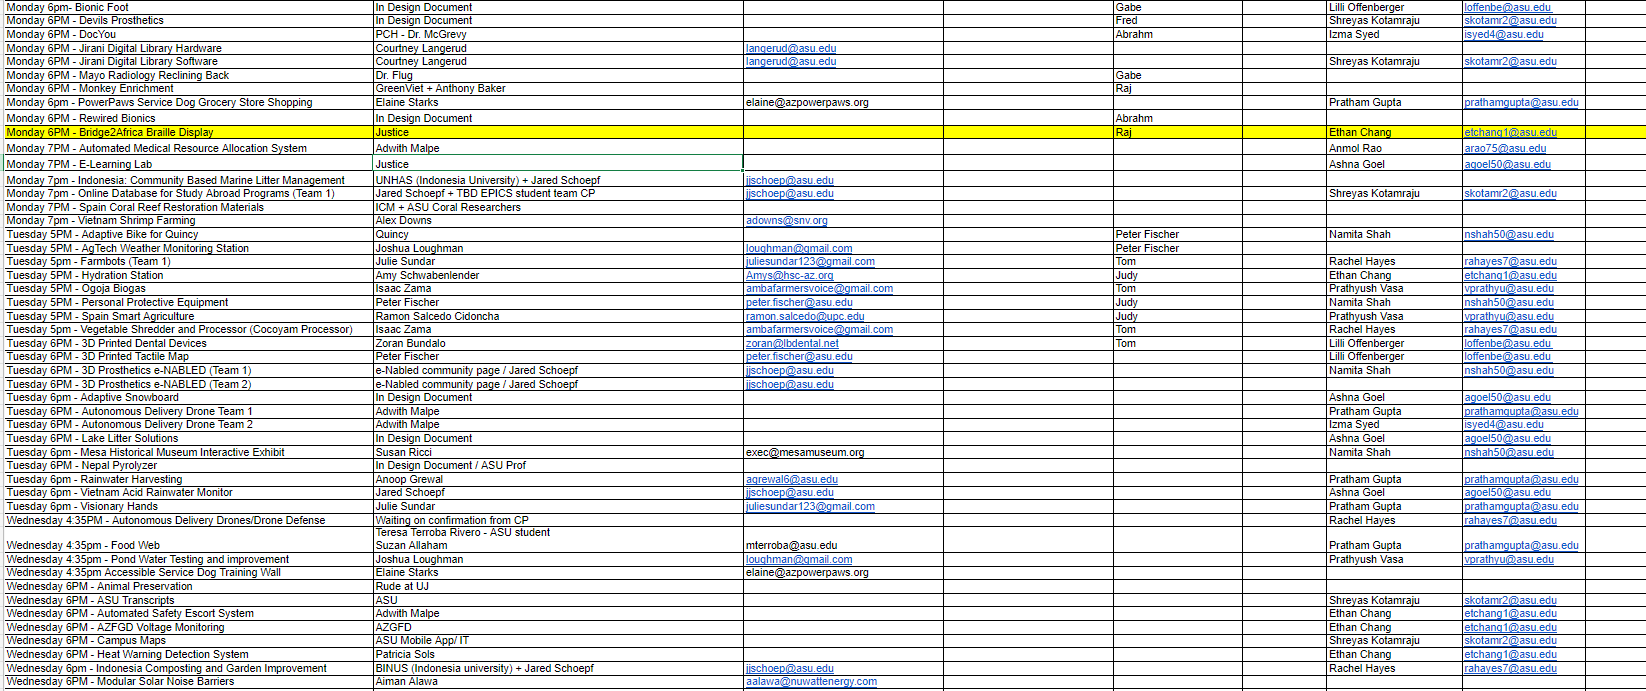 Monday 6pm- Bionic Foot In Design Document Gabe Lilli Offenberger loffenbe@asu.edu
Monday 6PM - Devils Prosthetics In Design Document Fred Shreyas Kotamraju skotamr2@asu.edu
Monday 6PM - DocYou PCH - Dr. McGrevy Abrahm Izma Syed isyed4@asu.edu
Monday 6PM - Jirani Digital Library Hardware Courtney Langerud langerud@asu.edu
Monday 6PM - Jirani Digital Library Software Courtney Langerud langerud@asu.edu Shreyas Kotamraju skotamr2@asu.edu
Monday 6PM - Mayo Radiology Reclining Back Dr. Flug Gabe
Monday 6PM - Monkey Enrichment GreenViet + Anthony Baker Raj
Monday 6pm - PowerPaws Service Dog Grocery Store Shopping Elaine Starks elaine@azpowerpaws.org Pratham Gupta prathamgupta@asu.edu
Monday 6PM - Rewired Bionics In Design Document Abrahm
Monday 6PM - Bridge2Africa Braille Display Justice Raj Ethan Chang etchang1@asu.edu
Monday 7PM - Automated Medical Resource Allocation System Adwith Malpe Anmol Rao arao75@asu.edu
Monday 7PM - E-Learning Lab Justice Ashna Goel agoel50@asu.edu
Monday 7pm - Indonesia: Community Based Marine Litter Management UNHAS (Indonesia University) + Jared Schoepf jjschoep@asu.edu
Monday 7pm - Online Database for Study Abroad Programs (Team 1) Jared Schoepf + TBD EPICS student team CP jjschoep@asu.edu Shreyas Kotamraju skotamr2@asu.edu
Monday 7PM - Spain Coral Reef Restoration Materials ICM + ASU Coral Researchers
Monday 7pm - Vietnam Shrimp Farming Alex Downs adowns@snv.org
Tuesday 5PM - Adaptive Bike for Quincy Quincy Peter Fischer Namita Shah nshah50@asu.edu
Tuesday 5PM - AgTech Weather Monitoring Station Joshua Loughman loughman@gmail.com Peter Fischer
Tuesday 5pm - Farmbots (Team 1) Julie Sundar juliesundar123@gmail.com Tom Rachel Hayes rahayes7@asu.edu
Tuesday 5PM - Hydration Station Amy Schwabenlender Amys@hsc-az.org Judy Ethan Chang etchang1@asu.edu
Tuesday 5PM - Ogoja Biogas Isaac Zama ambafarmersvoice@gmail.com Tom Prathyush Vasa vprathyu@asu.edu
Tuesday 5PM - Personal Protective Equipment Peter Fischer peter.fischer@asu.edu Judy Namita Shah nshah50@asu.edu
Tuesday 5PM - Spain Smart Agriculture Ramon Salcedo Cidoncha ramon.salcedo@upc.edu Judy Prathyush Vasa vprathyu@asu.edu
Tuesday 5pm - Vegetable Shredder and Processor (Cocoyam Processor) Isaac Zama ambafarmersvoice@gmail.com Tom Rachel Hayes rahayes7@asu.edu
Tuesday 6PM - 3D Printed Dental Devices Zoran Bundalo zoran@lbdental.net Tom Lilli Offenberger loffenbe@asu.edu
Tuesday 6PM - 3D Printed Tactile Map Peter Fischer peter.fischer@asu.edu Lilli Offenberger loffenbe@asu.edu
Tuesday 6PM - 3D Prosthetics e-NABLED (Team 1) e-Nabled community page / Jared Schoepf jjschoep@asu.edu Namita Shah nshah50@asu.edu
Tuesday 6PM - 3D Prosthetics e-NABLED (Team 2) e-Nabled community page / Jared Schoepf jjschoep@asu.edu
Tuesday 6pm - Adaptive Snowboard In Design Document Ashna Goel agoel50@asu.edu
Tuesday 6PM - Autonomous Delivery Drone Team 1 Adwith Malpe Pratham Gupta prathamgupta@asu.edu
Tuesday 6PM - Autonomous Delivery Drone Team 2 Adwith Malpe Izma Syed isyed4@asu.edu
Tuesday 6PM - Lake Litter Solutions In Design Document Ashna Goel agoel50@asu.edu
Tuesday 6pm - Mesa Historical Museum Interactive Exhibit Susan Ricci exec@mesamuseum.org Namita Shah nshah50@asu.edu
Tuesday 6PM - Nepal Pyrolyzer In Design Document / ASU Prof
Tuesday 6pm - Rainwater Harvesting Anoop Grewal agrewal6@asu.edu Pratham Gupta prathamgupta@asu.edu
Tuesday 6pm - Vietnam Acid Rainwater Monitor Jared Schoepf jjschoep@asu.edu Ashna Goel agoel50@asu.edu
Tuesday 6pm - Visionary Hands Julie Sundar juliesundar123@gmail.com Pratham Gupta prathamgupta@asu.edu
Wednesday 4:35PM - Autonomous Delivery Drones/Drone Defense Waiting on confirmation from CP Rachel Hayes rahayes7@asu.edu
Teresa Terroba Rivero - ASU student
Wednesday 4:35pm - Food Web Suzan Allaham mterroba@asu.edu Pratham Gupta prathamgupta@asu.edu
Wednesday 4:35pm - Pond Water Testing and improvement Joshua Loughman loughman@gmail.com Prathyush Vasa vprathyu@asu.edu
Wednesday 4:35pm Accessible Service Dog Training Wall Elaine Starks elaine@azpowerpaws.org
Wednesday 6PM - Animal Preservation Rude at UJ
Wednesday 6PM - ASU Transcripts ASU Shreyas Kotamraju skotamr2@asu.edu
Wednesday 6PM - Automated Safety Escort System Adwith Malpe Ethan Chang etchang1@asu.edu
Wednesday 6PM - AZFGD Voltage Monitoring AZGFD Ethan Chang etchang1@asu.edu
Wednesday 6PM - Campus Maps ASU Mobile App/ IT Shreyas Kotamraju skotamr2@asu.edu
Wednesday 6PM - Heat Warning Detection System Patricia Sols Ethan Chang etchang1@asu.edu
Wednesday 6pm - Indonesia Composting and Garden Improvement BINUS (Indonesia university) + Jared Schoepf jjschoep@asu.edu Rachel Hayes rahayes7@asu.edu
Wednesday 6PM - Modular Solar Noise Barriers Aiman Alawa aalawa@nuwattenergy.com